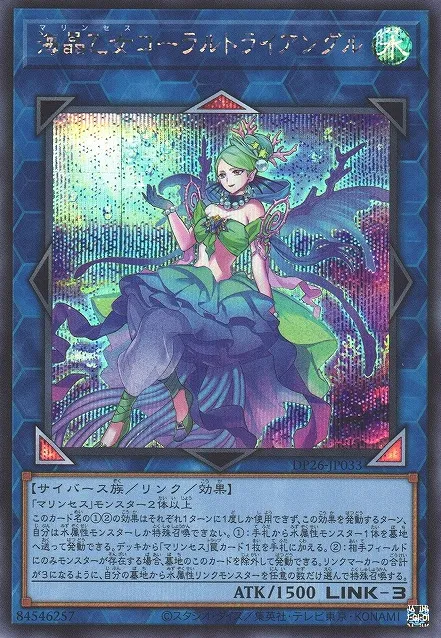 マリンセス
海晶乙女コーラルトライアングル
水
DP26-JP033
【サイバース族/リンク/効果】
「マリンセス」モンスター2体以上
このカード名の①②の効果はそれぞれ1ターンに1度しか使用できず、この効果を発動するターン、
自分は水属性モンスターしか特殊召喚できない。①：手札から水属性モンスター1体を墓地
へ送って発動できる。デッキから「マリンセス」罠カード1枚を手札に加える。②：相手フィールド
にのみモンスターが存在する場合、墓地のこのカードを除外して発動できる。リンクマーカーの合計
が3になるように、自分の墓地から水属性リンクモンスターを任意の数だけ選んで特殊召喚する。
ATK/1500 LINK-3
84546257
©スタジオ・ダイス/集英社・テレビ東京・KONAMI